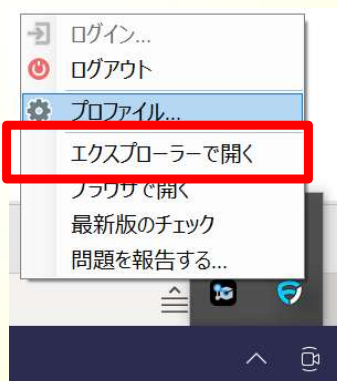 ログイン...
ログアウト
プロファイル...
エクスプローラーで開く
ブラウザで開く
最新版のチェック
問題を報告する...